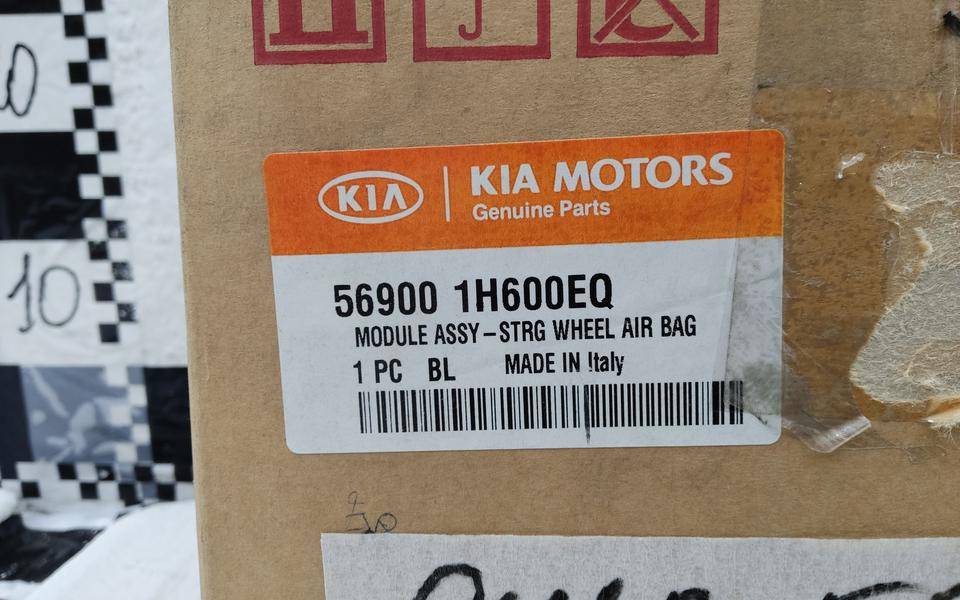 KIA
KIA MOTORS
Genuine Parts
56900 1H600EQ
MODULE ASSY-STRG WHEEL AIR BAG
1 PC BL MADE IN Italy
10